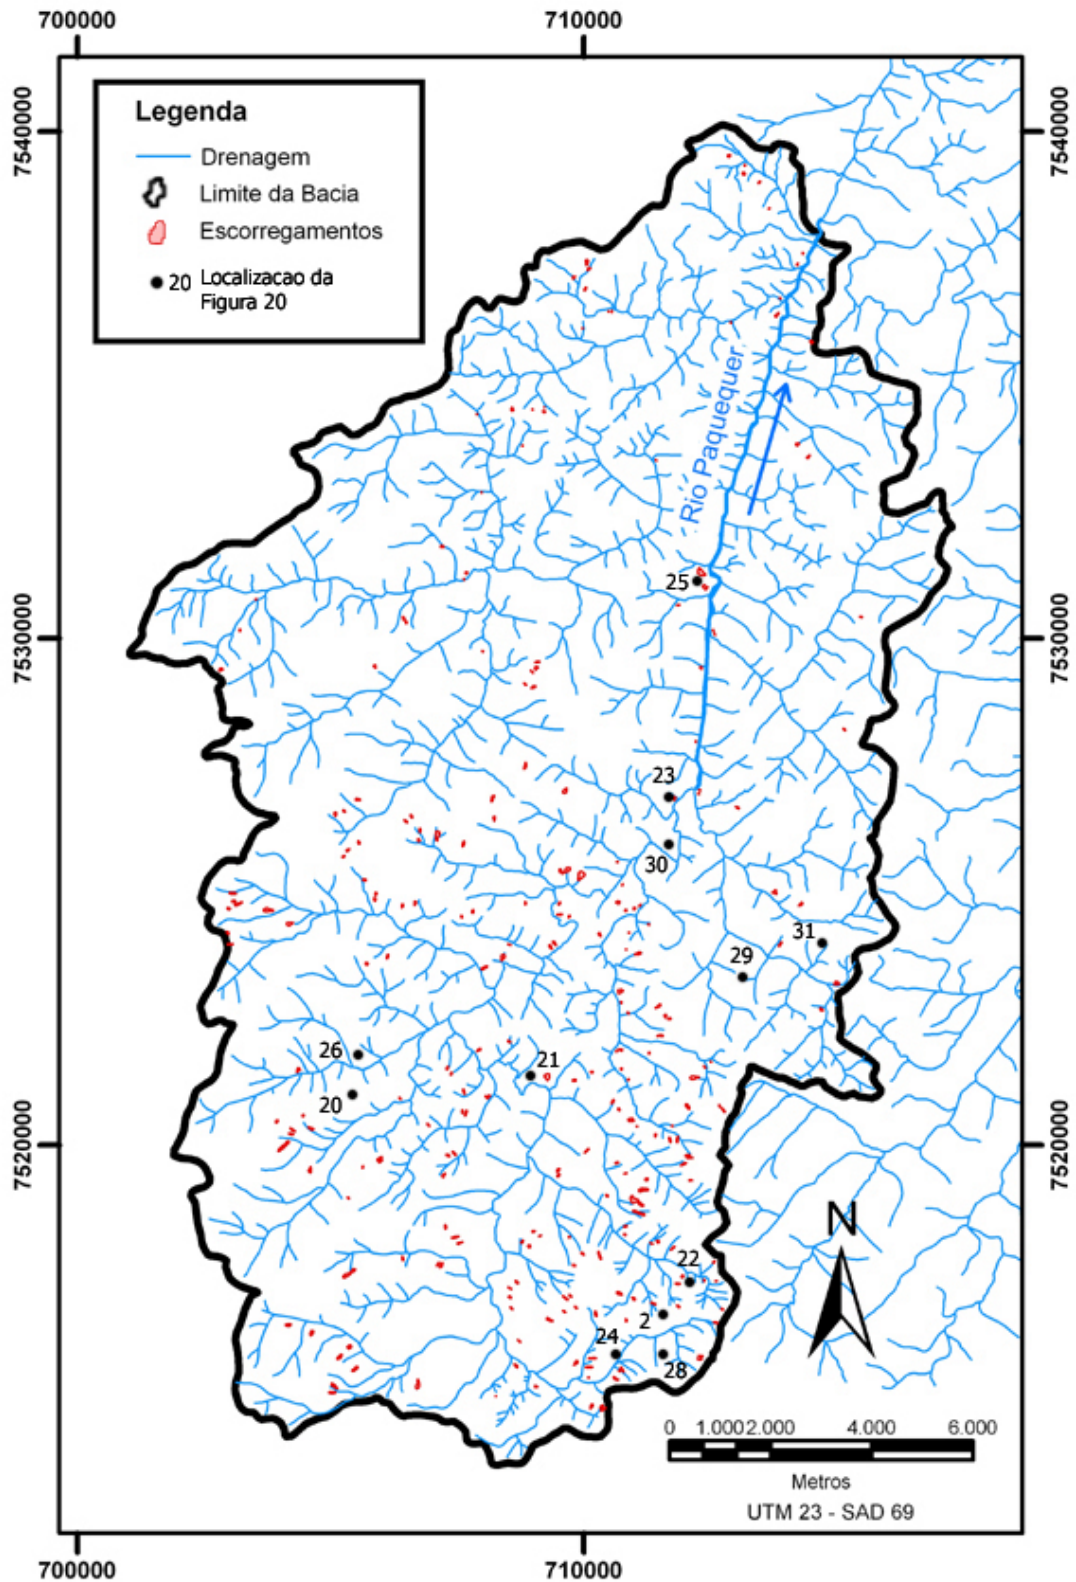 700000
710000
7540000
7540000
Legenda
Drenagem
Limite da Bacia
Escorregamentos
20
Localizacao da
Figura 20
Rio Paquequer
25
7530000
7530000
23
30
31
29
26
21
20
7520000
7520000
N
22
2
24
28
0 1.000 2.000 4.000 6.000
Metros
UTM 23 - SAD 69
700000
710000